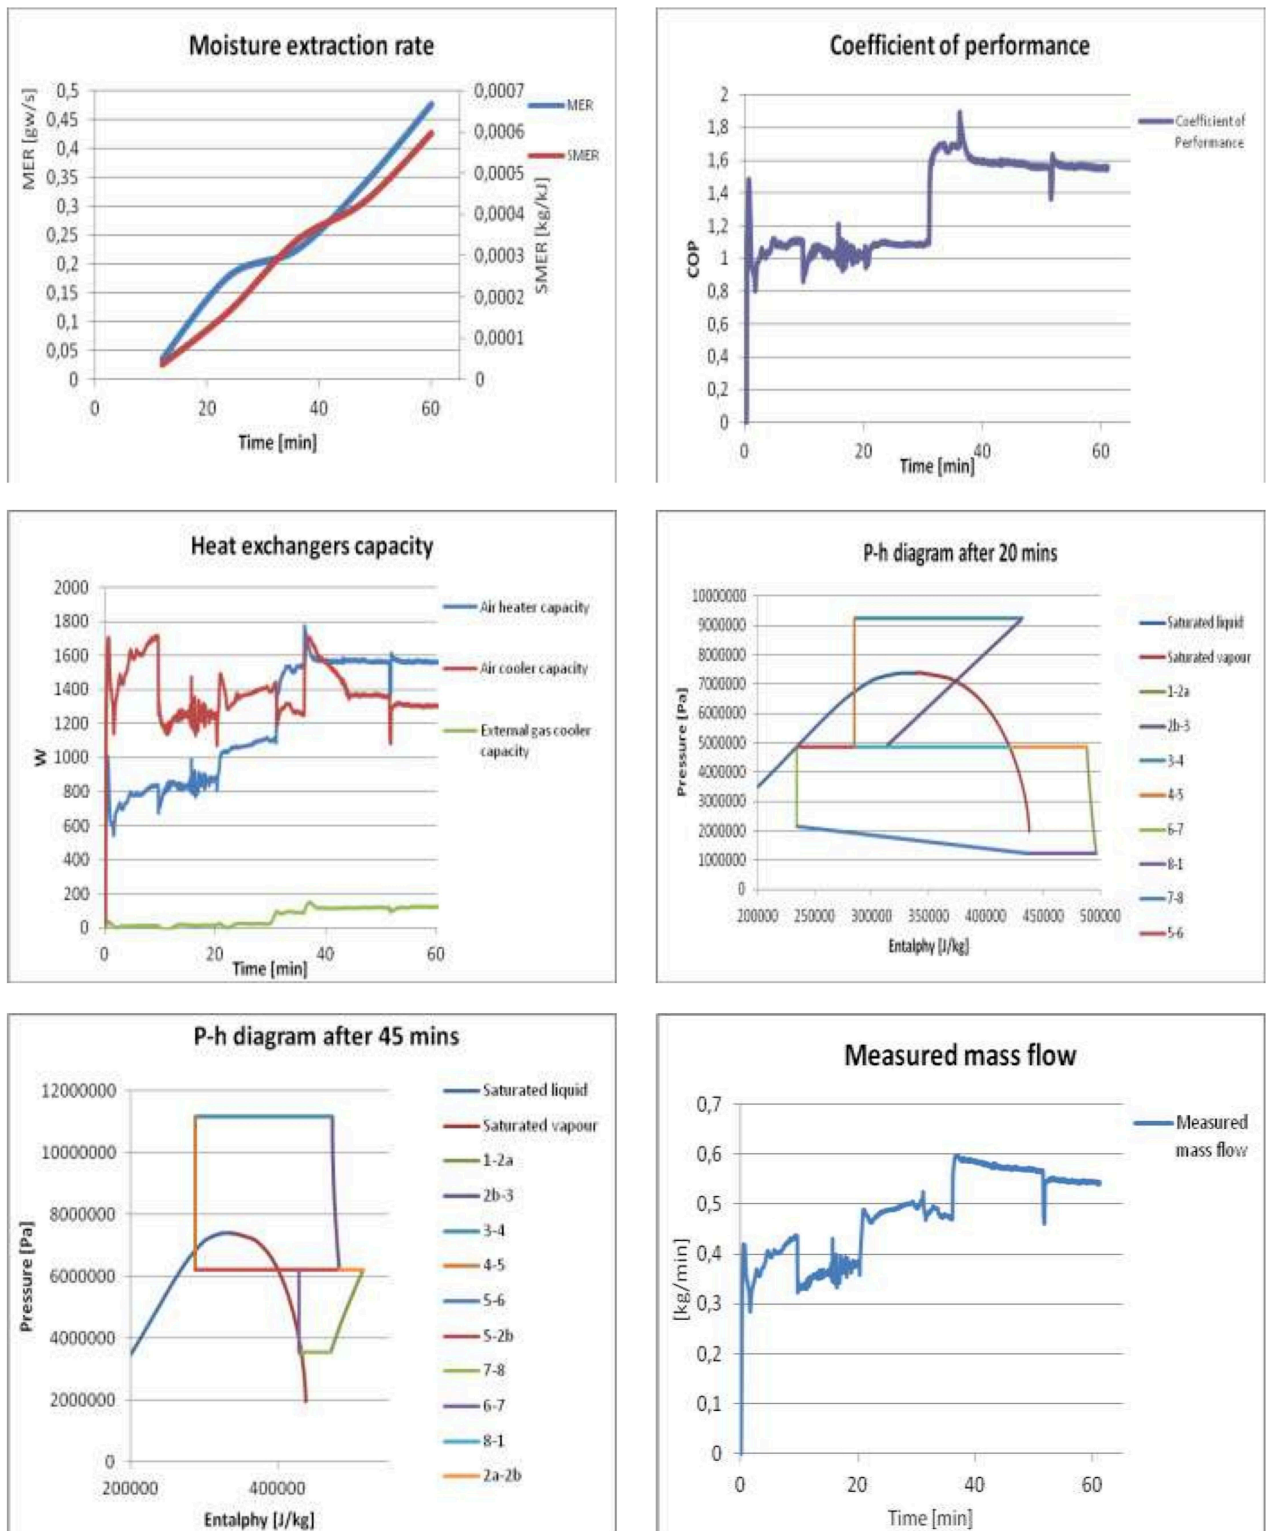 Moisture extraction rate
MER [gw/s]
0,5
0,45
0,4
0,35
0,3
0,25
0,2
0,15
0,1
0,05
0
0,0007
0,0006
0,0005
0,0004
0,0003
0,0002
0,0001
0
SMER [kg/kJ]
MER
SMER
0 20 40 60
Time [min]
Coefficient of performance
COP
2
1,8
1,6
1,4
1,2
1
0,8
0,6
0,4
0,2
0
Coefficient of
Performance
0 20 40 60
Time [min]
Heat exchangers capacity
W
2000
1800
1600
1400
1200
1000
800
600
400
200
0
Air heater capacity
Air cooler capacity
External gas cooler
capacity
0 20 40 60
Time [min]
P-h diagram after 20 mins
Pressure [Pa]
10000000
9000000
8000000
7000000
6000000
5000000
4000000
3000000
2000000
1000000
0
200000 250000 300000 350000 400000 450000 500000
Entalphy [J/kg]
Saturated liquid
Saturated vapour
1-2a
2b-3
3-4
4-5
6-7
8-1
7-8
5-6
P-h diagram after 45 mins
Pressure [Pa]
12000000
10000000
8000000
6000000
4000000
2000000
0
200000 400000
Entalphy [J/kg]
Saturated liquid
Saturated vapour
1-2a
2b-3
3-4
4-5
5-6
5-2b
7-8
6-7
8-1
2a-2b
Measured mass flow
[kg/min]
0,7
0,6
0,5
0,4
0,3
0,2
0,1
0
Measured
mass flow
0 20 40 60
Time [min]